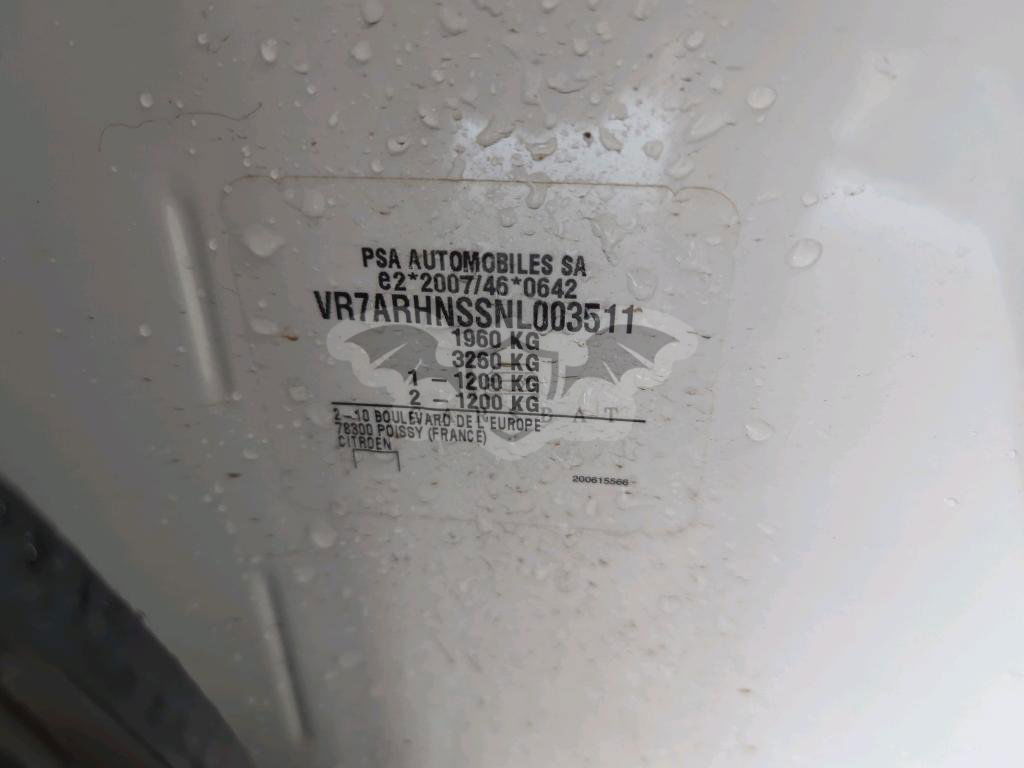 PSA AUTOMOBILES SA
e2*2007/46*0642
VR7ARHNSSNL003511
1960 KG
3260 KG
1 - 1200 KG
2 - 1200 KG
2-10 BOULEVARD DE L'EUROPE
78300 POISSY (FRANCE)
CITROEN
200615566